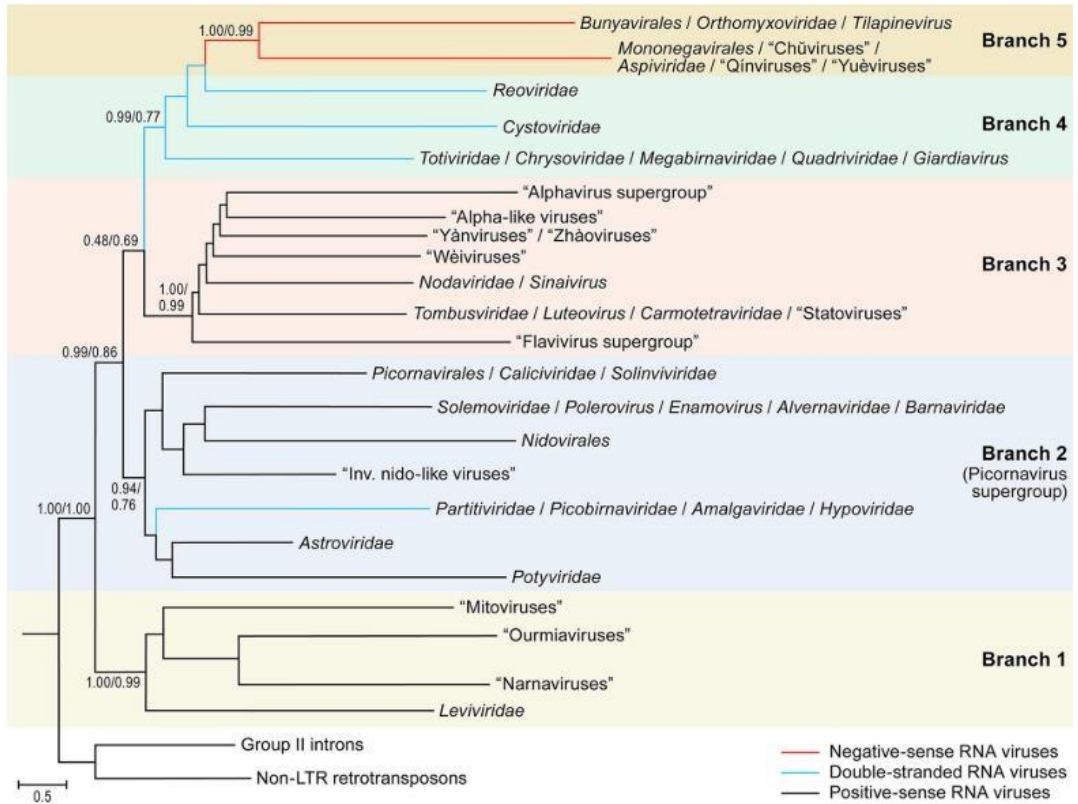 1.00/0.99
Bunyavirales / Orthomyxoviridae / Tilapinevirus
Mononegavirales / “Chŭviruses” /
Aspiviridae / “Qínviruses” / “Yuèviruses”
Branch 5
Reoviridae
0.99/0.77
Cystoviridae
Branch 4
Totiviridae / Chrysoviridae / Megabirnaviridae / Quadriviridae / Giardiavirus
“Alphavirus supergroup”
“Alpha-like viruses”
0.48/0.69
“Yànviruses” / “Zhàoviruses”
“Wèiviruses”
Branch 3
1.00/
0.99
Nodaviridae / Sinaivirus
Tombusviridae / Luteovirus / Carmotetraviridae / “Statoviruses”
“Flavivirus supergroup”
0.99/0.86
Picornavirales / Caliciviridae / Solinviviridae
Solemoviridae / Polerovirus / Enamovirus / Alvernaviridae / Barnaviridae
Nidovirales
Branch 2
(Picornavirus
supergroup)
“Inv. nido-like viruses”
0.94/
0.76
1.00/1.00
Partitiviridae / Picobirnaviridae / Amalgaviridae / Hypoviridae
Astroviridae
Potyviridae
“Mitoviruses”
“Ourmiaviruses”
Branch 1
1.00/0.99
“Narnaviruses”
Leviviridae
Group II introns
Non-LTR retrotransposons
0.5
Negative-sense RNA viruses
Double-stranded RNA viruses
Positive-sense RNA viruses